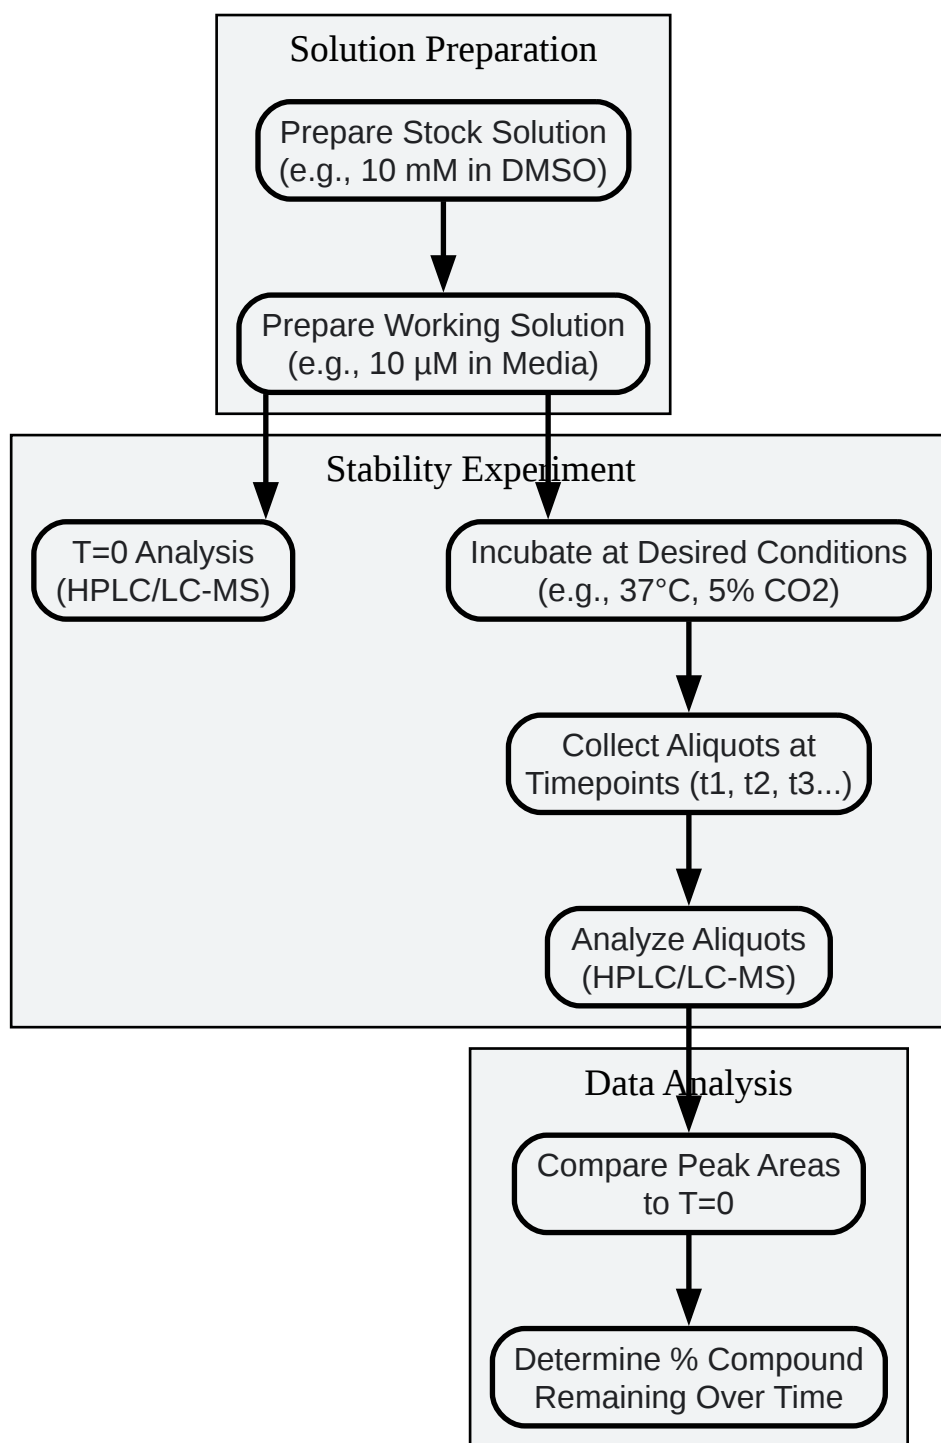 Solution Preparation
Prepare Stock Solution
(e.g., 10 mM in DMSO)
Prepare Working Solution
(e.g., 10 µM in Media)
Stability Experiment
T=0 Analysis
(HPLC/LC-MS)
Incubate at Desired Conditions
(e.g., 37°C, 5% CO2)
Collect Aliquots at
Timepoints (t1, t2, t3...)
Analyze Aliquots
(HPLC/LC-MS)
Data Analysis
Compare Peak Areas
to T=0
Determine % Compound
Remaining Over Time